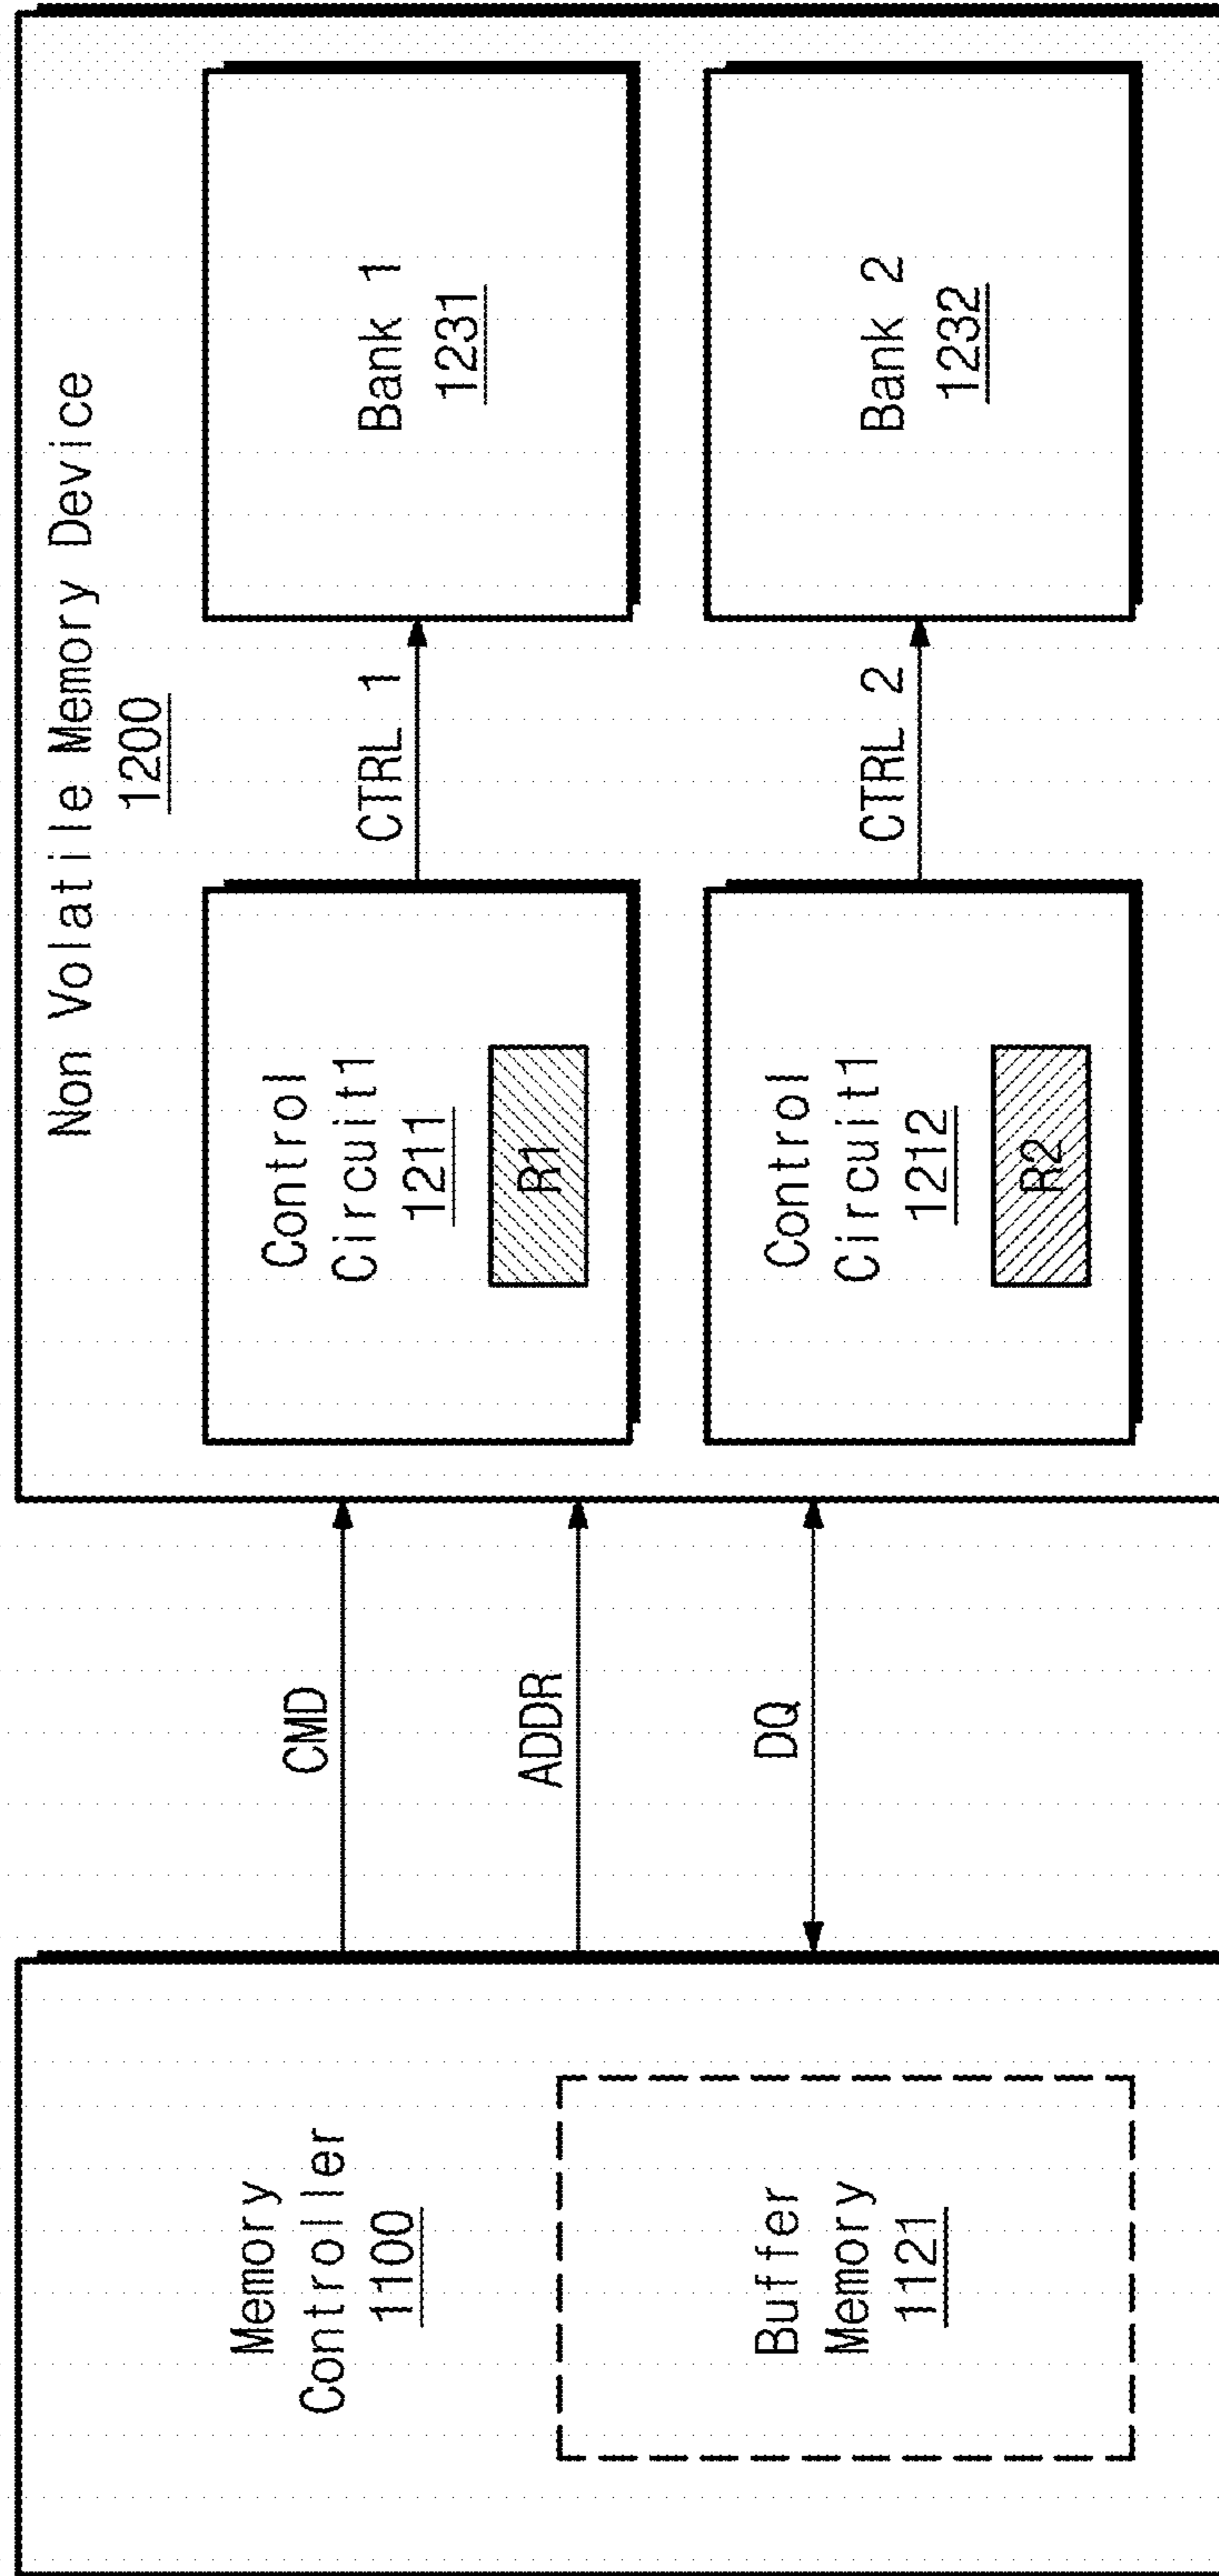 Memory
Controller
1100
Buffer
Memory
1121
CMD
ADDR
DQ
Non Volatile Memory Device
1200
Control
Circuit1
1211
R1
CTRL 1
Bank 1
1231
Control
Circuit1
1212
R2
CTRL 2
Bank 2
1232